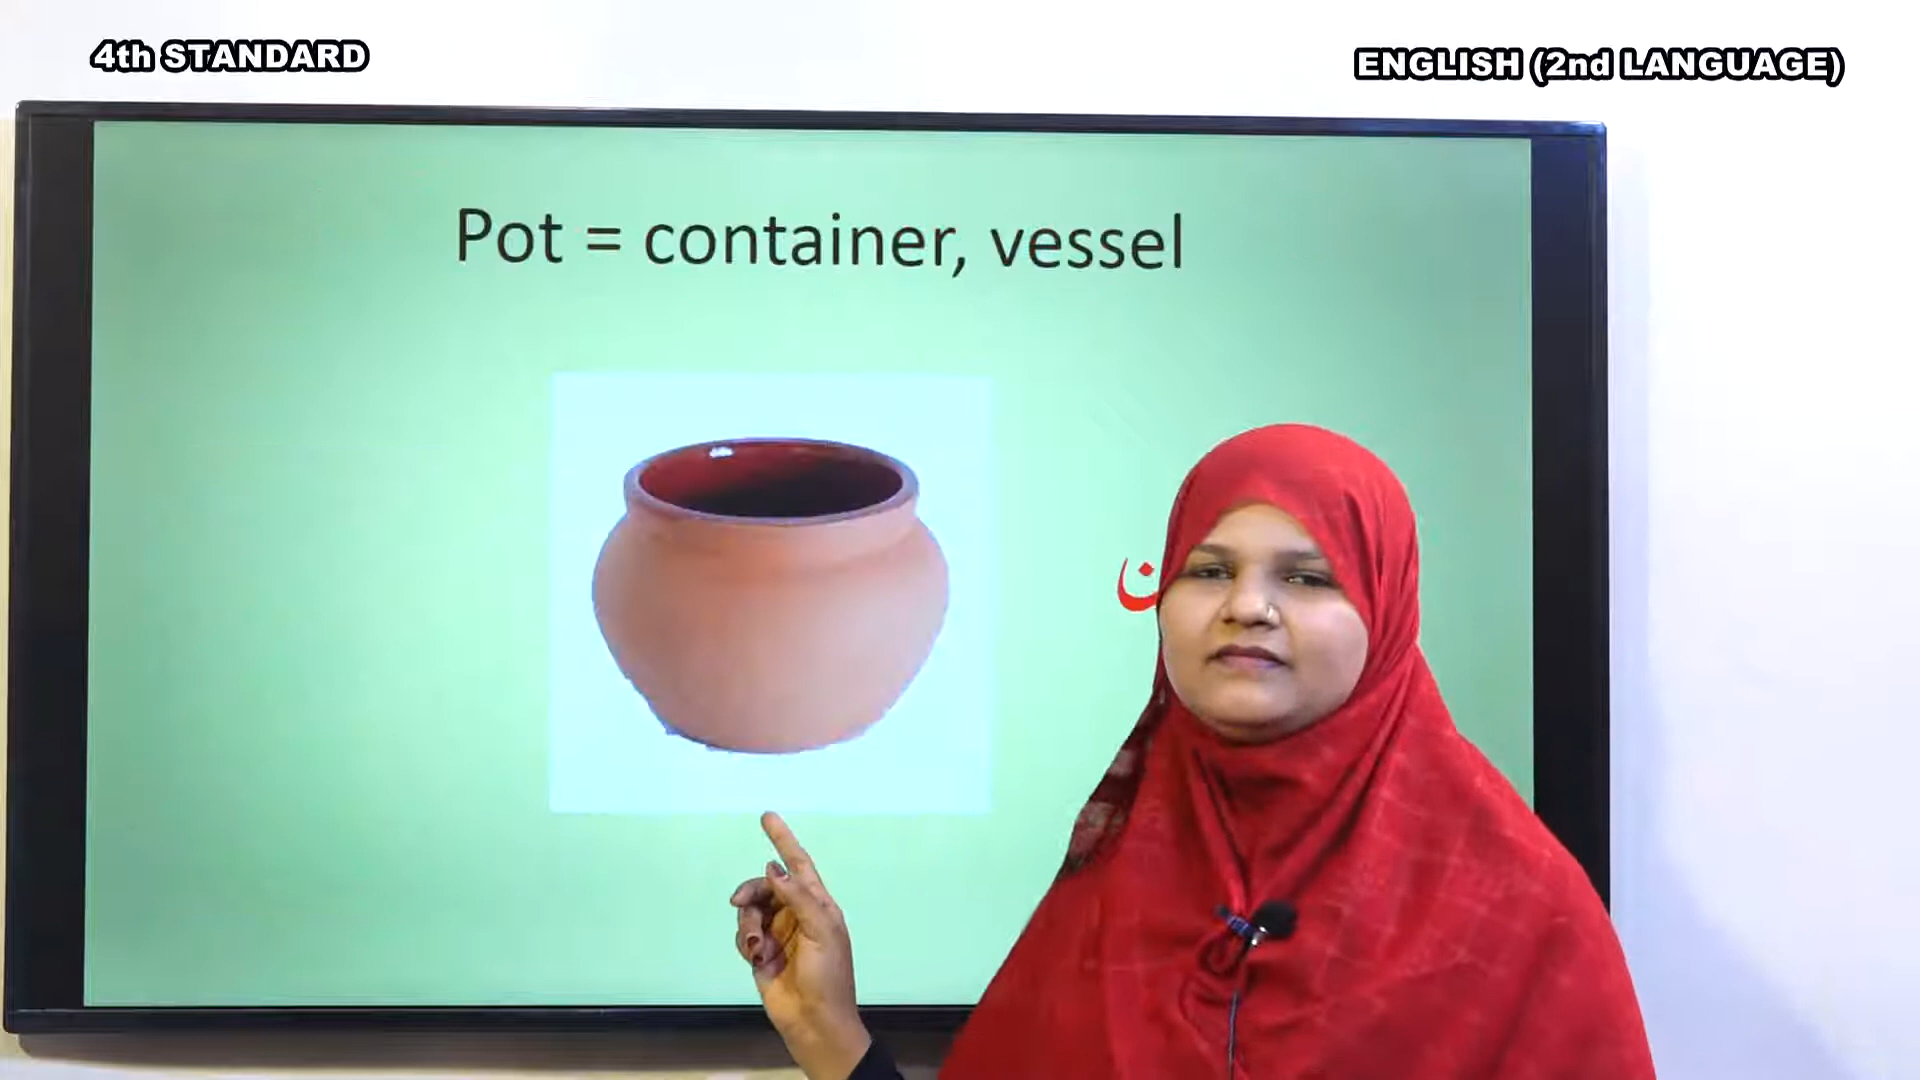 4th STANDARD
ENGLISH (2nd LANGUAGE)
Pot = container, vessel